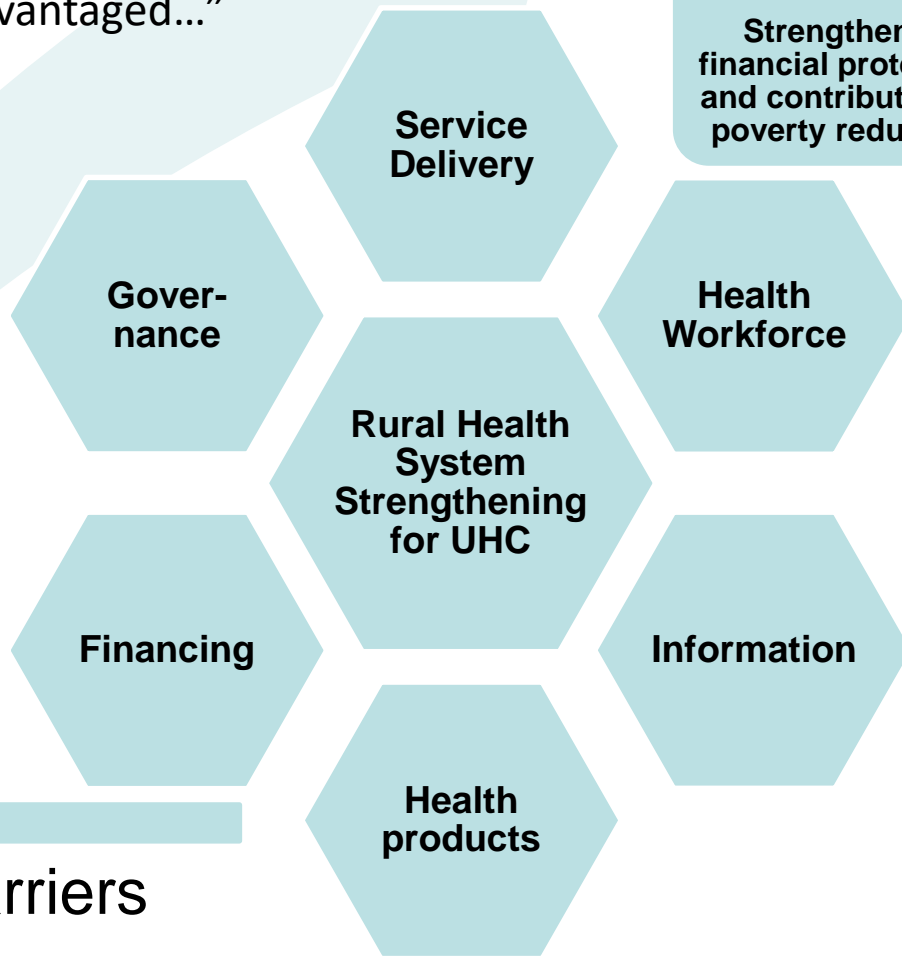 vantaged…”
Strengthen
financial prot
and contribut
poverty redu
Service
Delivery
Gover-
nance
Health
Workforce
Rural Health
System
Strengthening
for UHC
Financing
Information
Health
products
rriers